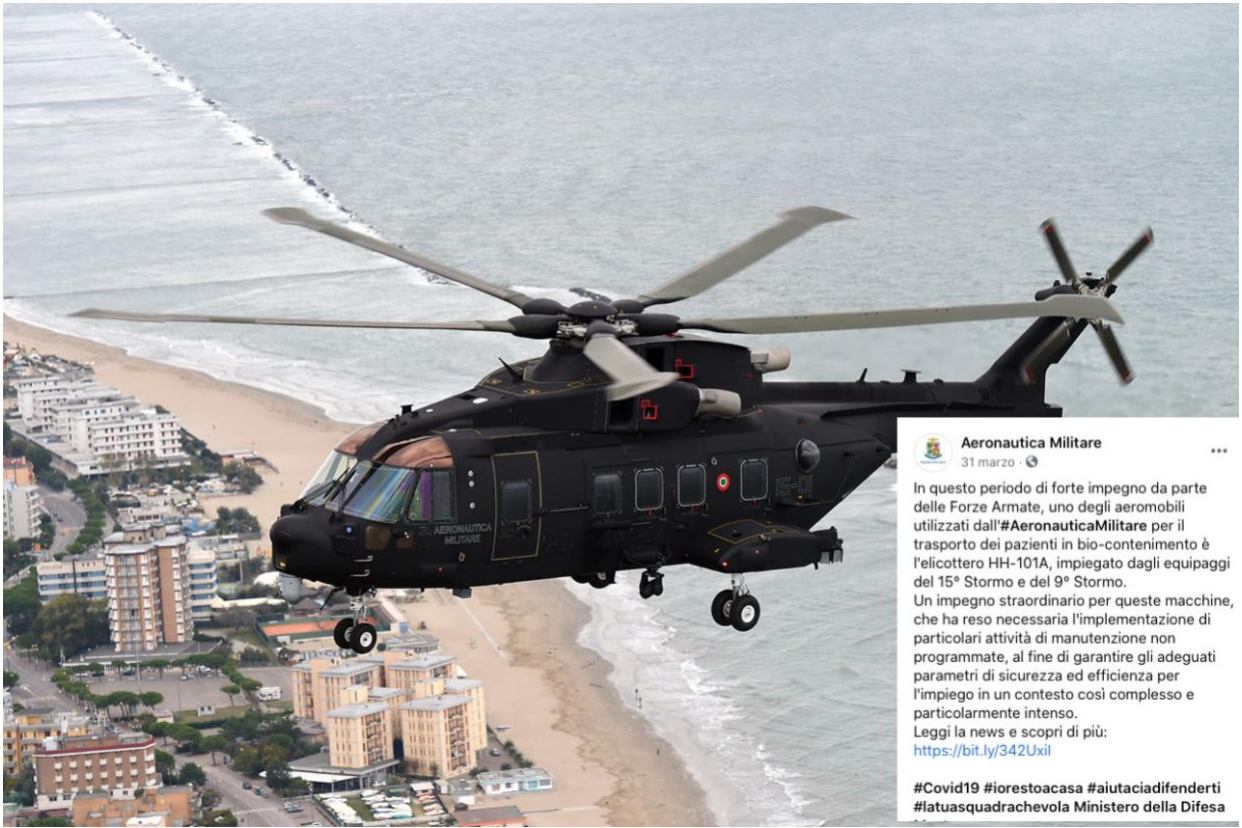 AERONAUTICA
MILITARE
15-01
Aeronautica Militare
31 marzo ·
In questo periodo di forte impegno da parte
delle Forze Armate, uno degli aeromobili
utilizzati dall'#AeronauticaMilitare per il
trasporto dei pazienti in bio-contenimento è
l'elicottero HH-101A, impiegato dagli equipaggi
del 15° Stormo e del 9° Stormo.
Un impegno straordinario per queste macchine,
che ha reso necessaria l'implementazione di
particolari attività di manutenzione non
programmate, al fine di garantire gli adeguati
parametri di sicurezza ed efficienza per
l'impiego in un contesto così complesso e
particolarmente intenso.
Leggi la news e scopri di più:
https://bit.ly/342Uxil
#Covid19 #iorestoacasa #aiutaciadifenderti
#latuasquadrachevola Ministero della Difesa